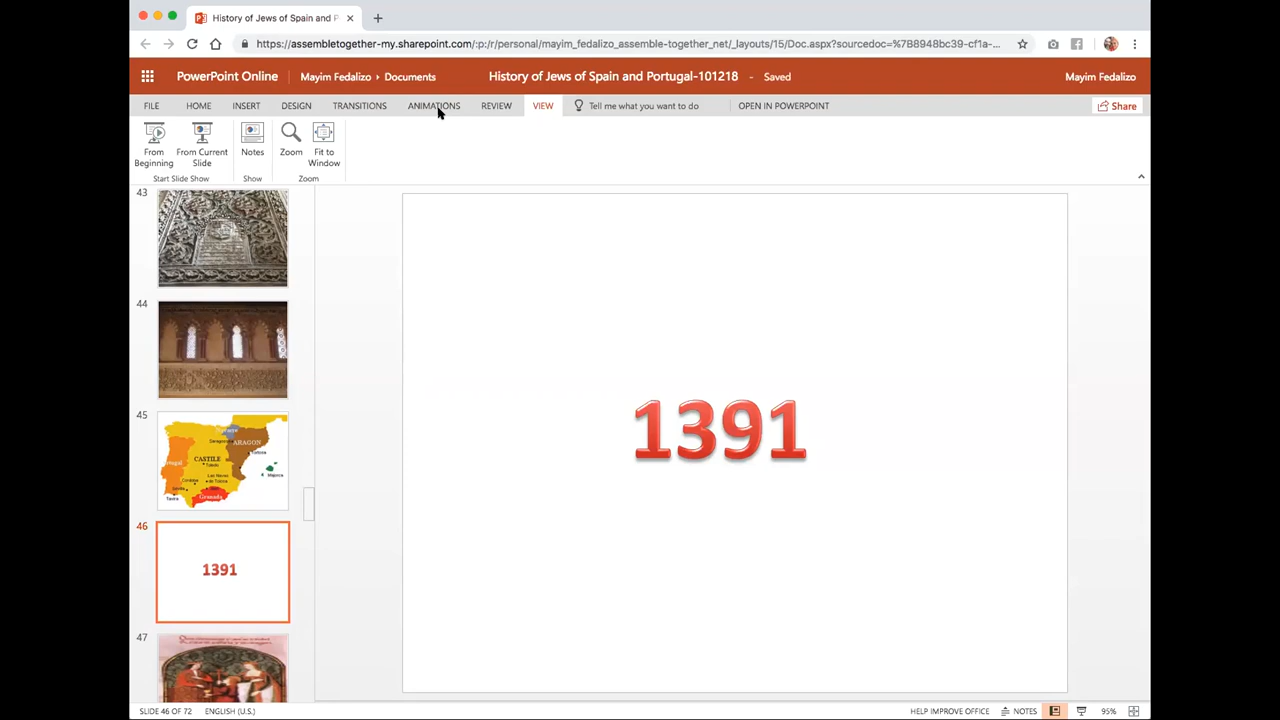 History of Jews of Spain and P
https://assembletogether-my.sharepoint.com/:p:/r/personal/mayim_fedalizo_assemble-together_net/_layouts/15/Doc.aspx?sourcedoc=%7B8948bc39-cf1a-...
PowerPoint Online
Mayim Fedalizo ▸ Documents
History of Jews of Spain and Portugal-101218 - Saved
Mayim Fedalizo
FILE HOME INSERT DESIGN TRANSITIONS ANIMATIONS REVIEW VIEW Tell me what you want to do OPEN IN POWERPOINT Share
From Beginning
From Current Slide
Notes
Zoom
Fit to Window
Start Slide Show Show Zoom
43
44
45
ARAGON
CASTILE
Toledo
Granada
46
1391
47
1391
SLIDE 46 OF 72 ENGLISH (U.S.) HELP IMPROVE OFFICE NOTES 95%